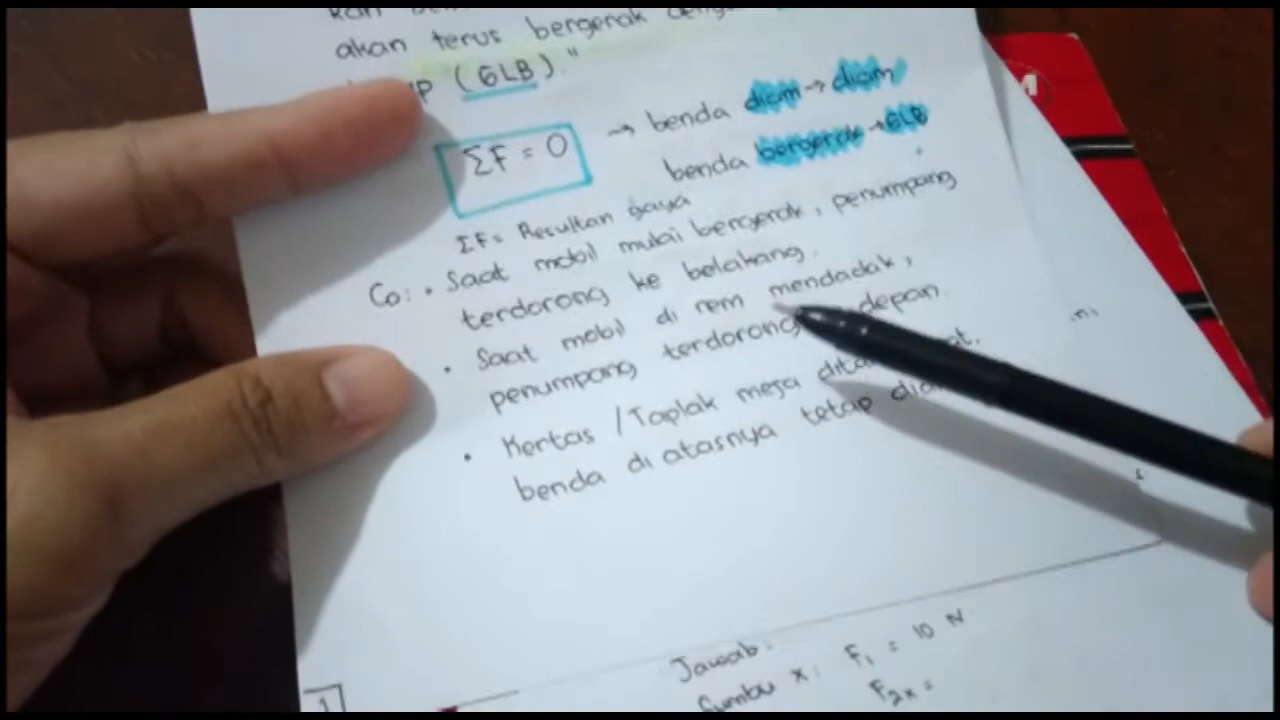 akan terus bergerak
(GLB)."
ΣF = 0 → benda diam → diam
benda bergerak → GLB
ΣF = Resultan gaya
Co: • Saat mobil mulai bergerak, penumpang
terdorong ke belakang.
• Saat mobil di rem mendadak,
penumpang terdorong depan
• Kertas / Taplak meja
benda di atasnya tetap
1
Jawab:
Sumbu x: F₁ = 10 N
F₂ₓ =
M